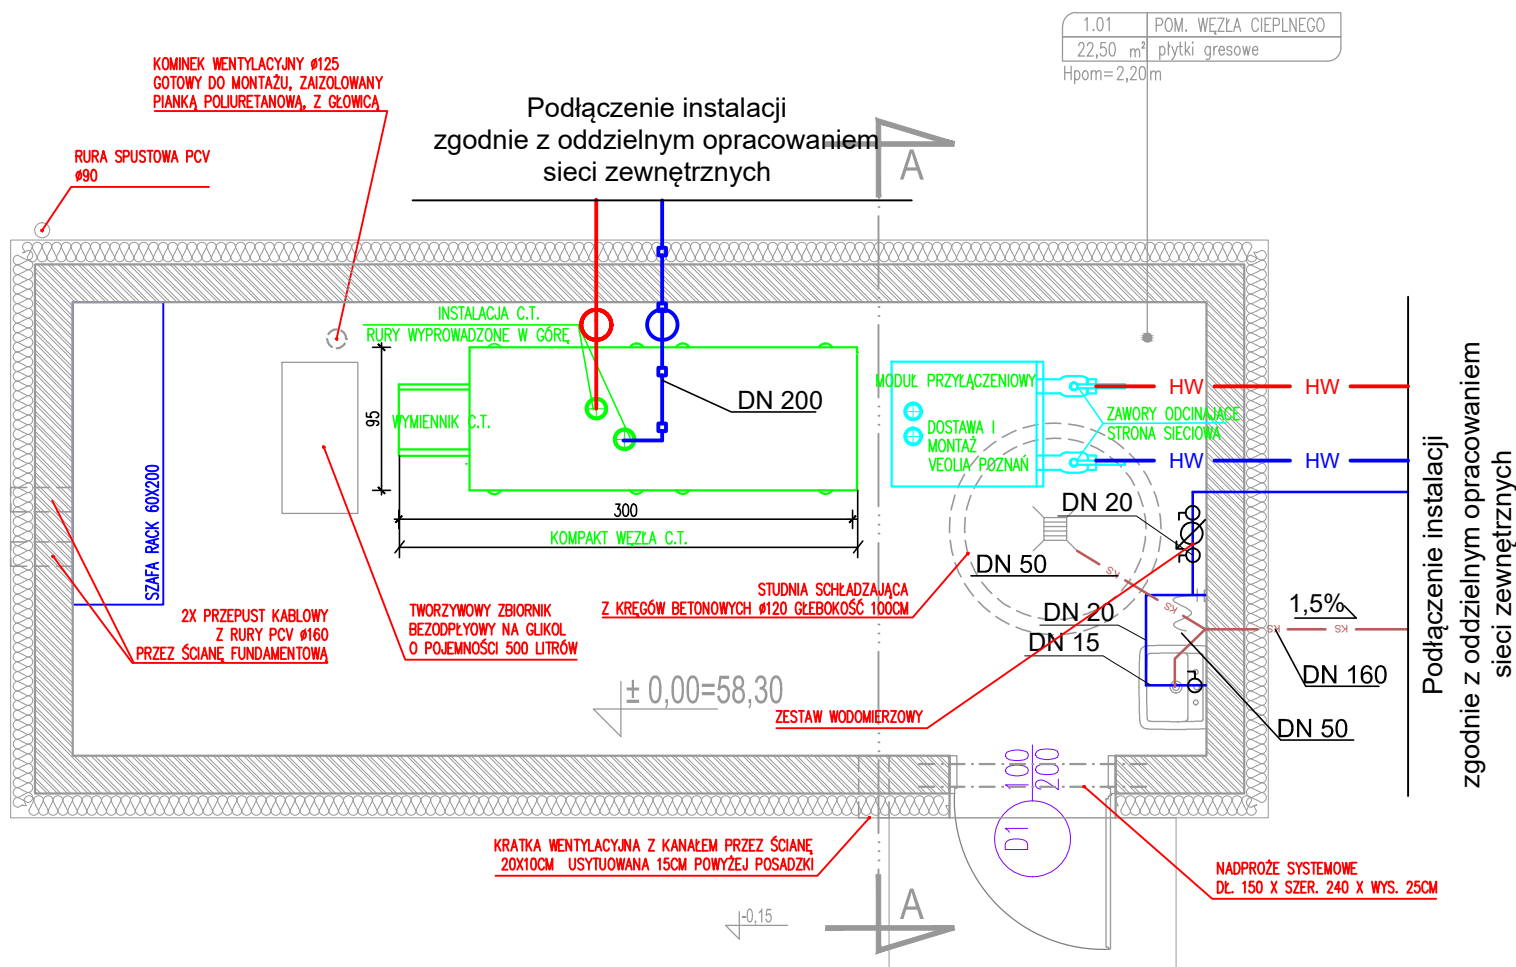 1.01 POM. WĘZŁA CIEPLNEGO
22,50 m² płytki gresowe
Hpom=2,20m
KOMINEK WENTYLACYJNY ø125
GOTOWY DO MONTAŻU, ZAIZOLOWANY
PIANKĄ POLIURETANOWĄ, Z GŁOWICĄ
Podłączenie instalacji
zgodnie z oddzielnym opracowaniem
sieci zewnętrznych
A
RURA SPUSTOWA PCV
ø90
INSTALACJA C.T.
RURY WYPROWADZONE W GÓRĘ
DN 200
95
WYMIENNIK C.T.
MODUŁ PRZYŁĄCZENIOWY
DOSTAWA I
MONTAŻ
VEOLIA POZNAŃ
HW HW
ZAWORY ODCINAJĄCE
STRONA SIECIOWA
HW HW
Podłączenie instalacji
zgodnie z oddzielnym opracowaniem
sieci zewnętrznych
SZAFA RACK 60X200
300
KOMPAKT WĘZŁA C.T.
DN 20
DN 50
KS
KS
STUDNIA SCHŁADZAJĄCA
Z KRĘGÓW BETONOWYCH ø120 GŁEBOKOŚĆ 100CM
2X PRZEPUST KABLOWY
Z RURY PCV ø160
PRZEZ ŚCIANĘ FUNDAMENTOWĄ
TWORZYWOWY ZBIORNIK
BEZODPŁYOWY NA GLIKOL
O POJEMNOŚCI 500 LITRÓW
DN 20
DN 15
1,5%
KS KS
DN 160
DN 50
± 0,00=58,30
ZESTAW WODOMIERZOWY
100
200
D1
KRATKA WENTYLACYJNA Z KANAŁEM PRZEZ ŚCIANĘ
20X10CM USYTUOWANA 15CM POWYŻEJ POSADZKI
NADPROŻE SYSTEMOWE
DŁ. 150 X SZER. 240 X WYS. 25CM
-0,15
A